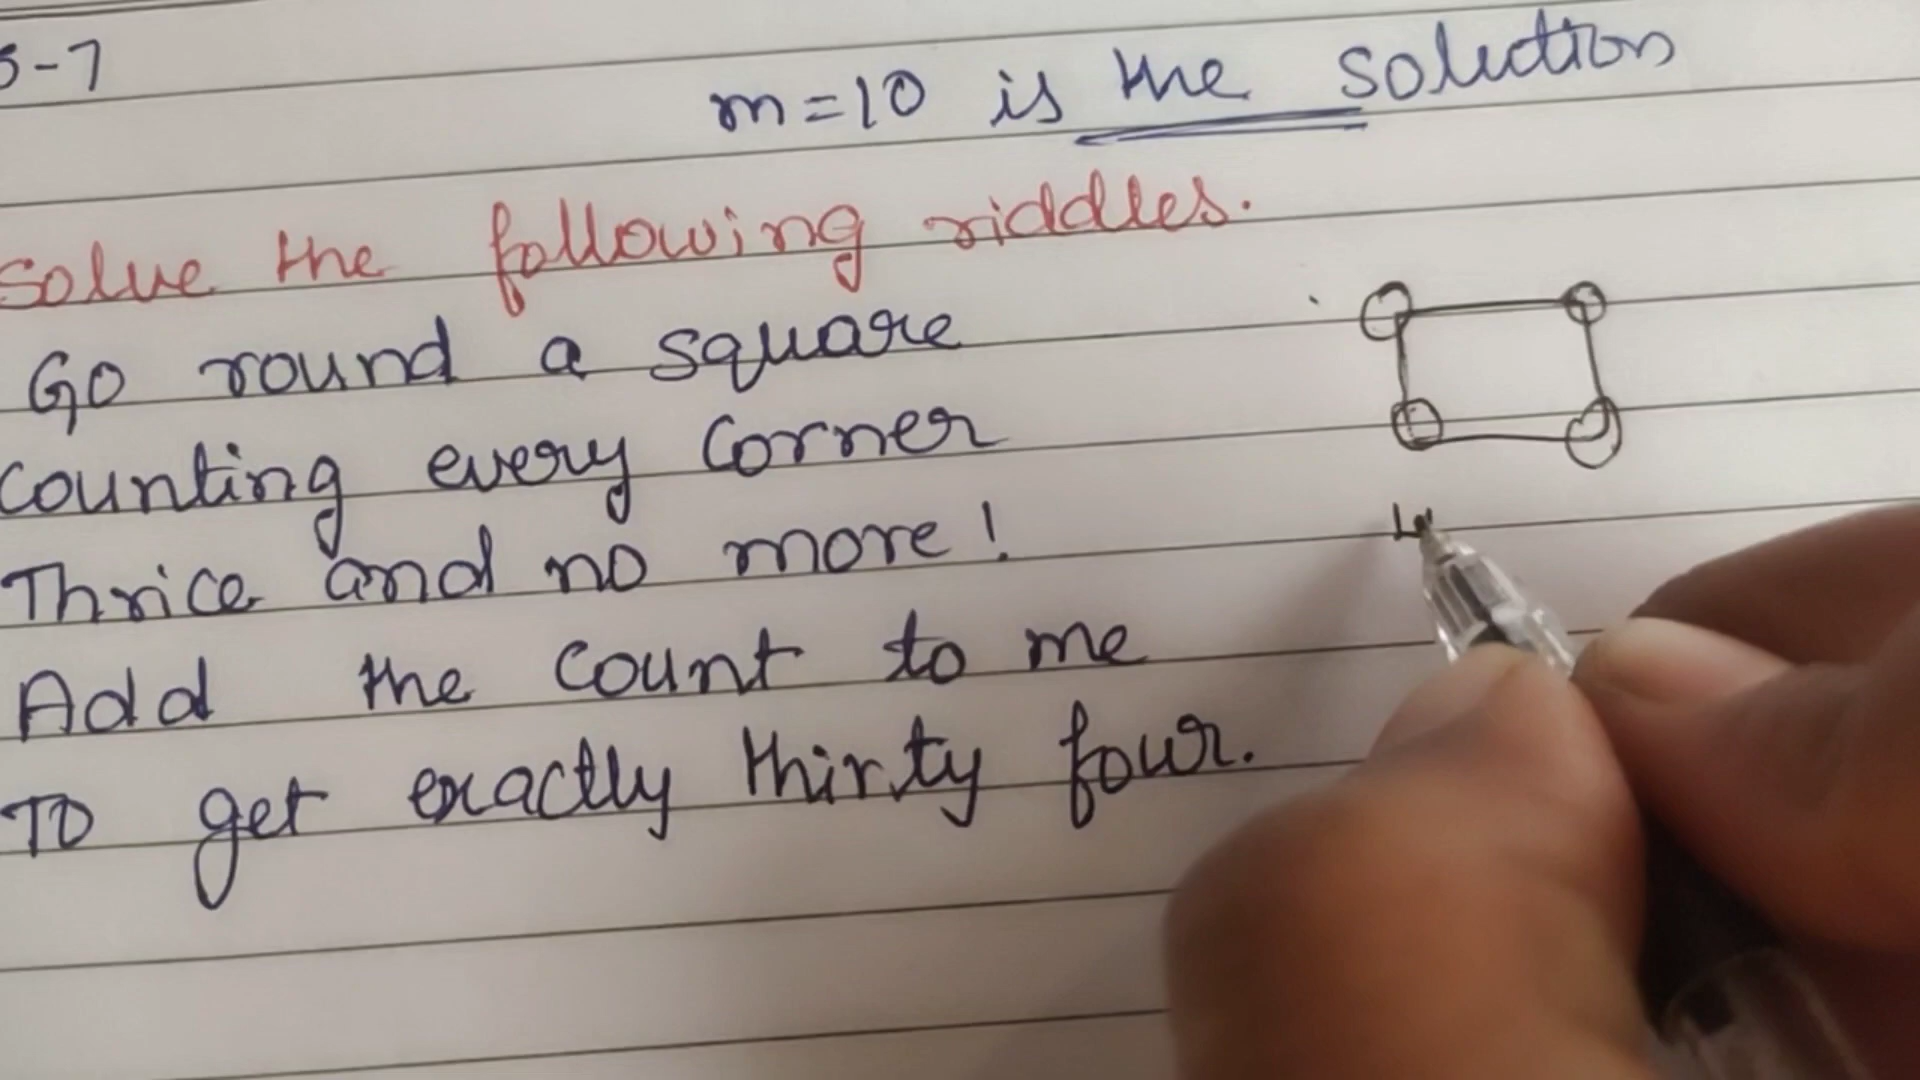 -7
m=10 is the solution
Solve the following riddles.
Go round a square
Counting every corner
Thrice and no more!
Add the count to me
To get exactly thirty four.